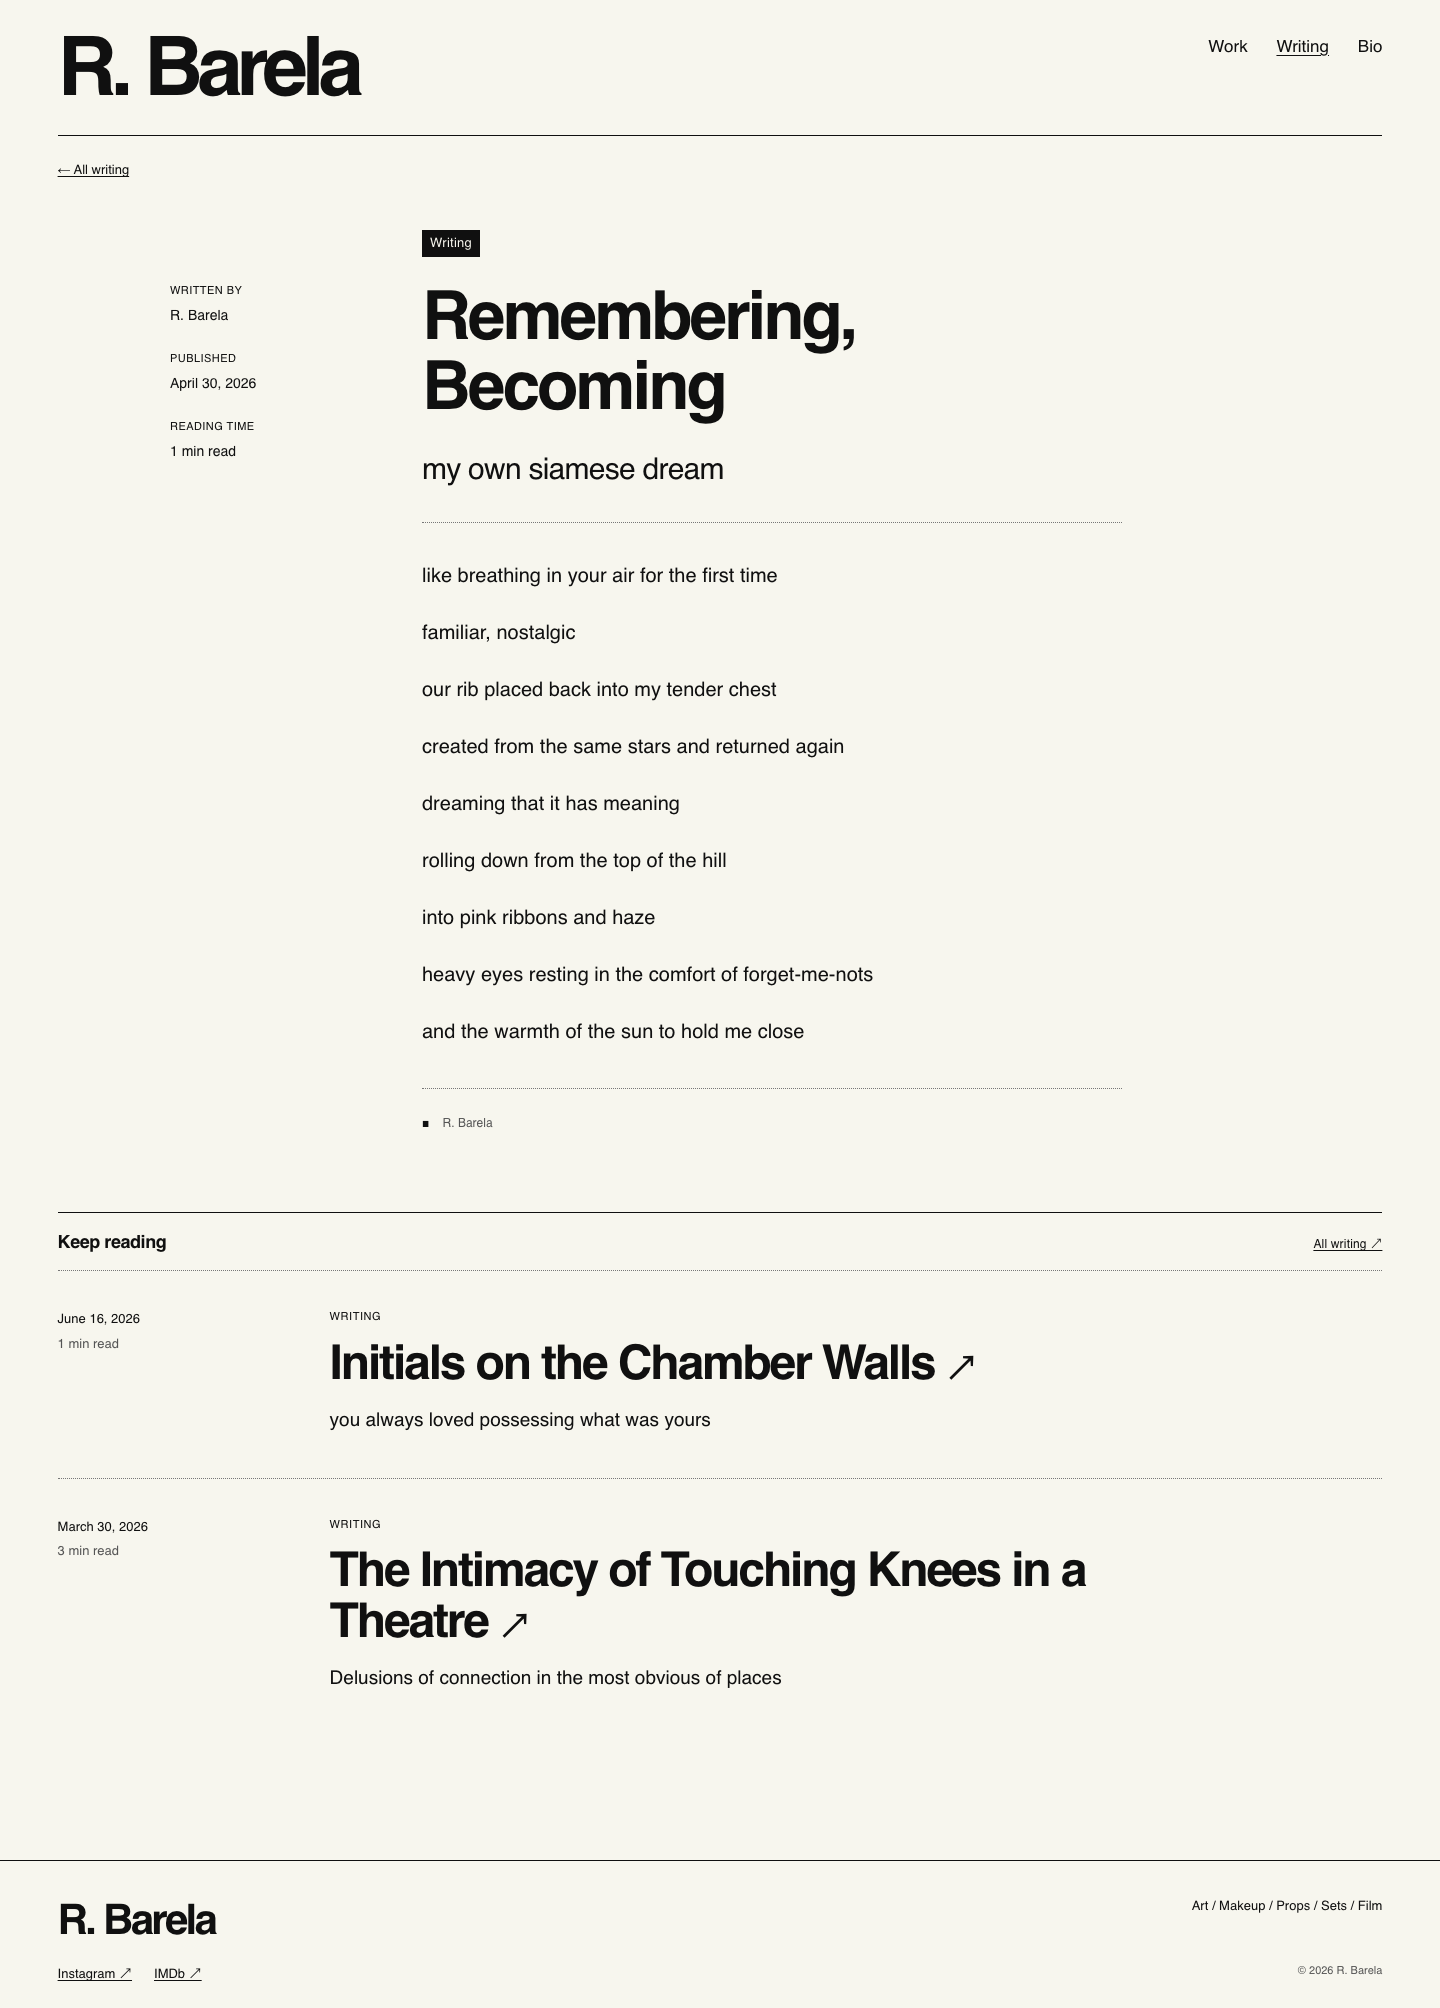 R. Barela
Work Writing Bio
← All writing
Writing
WRITTEN BY
R. Barela
PUBLISHED
April 30, 2026
READING TIME
1 min read
Remembering,
Becoming
my own siamese dream
like breathing in your air for the first time
familiar, nostalgic
our rib placed back into my tender chest
created from the same stars and returned again
dreaming that it has meaning
rolling down from the top of the hill
into pink ribbons and haze
heavy eyes resting in the comfort of forget-me-nots
and the warmth of the sun to hold me close
■ R. Barela
Keep reading
All writing ↗
June 16, 2026
1 min read
WRITING
Initials on the Chamber Walls ↗
you always loved possessing what was yours
March 30, 2026
3 min read
WRITING
The Intimacy of Touching Knees in a
Theatre ↗
Delusions of connection in the most obvious of places
R. Barela
Art / Makeup / Props / Sets / Film
Instagram ↗ IMDb ↗
© 2026 R. Barela